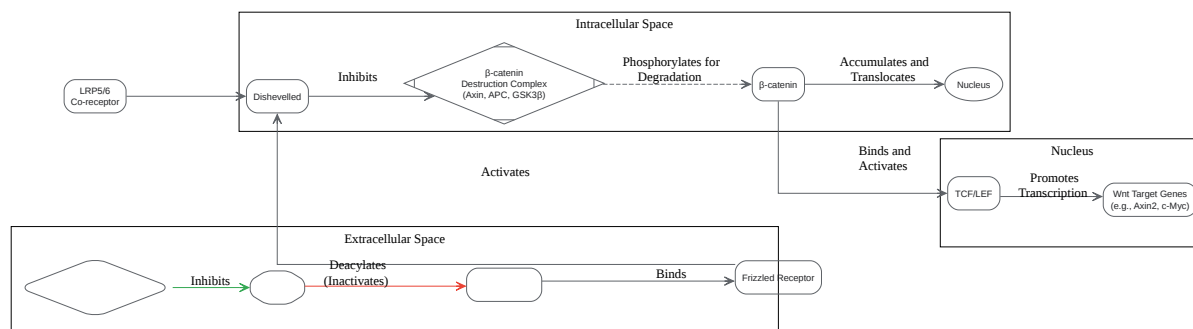 Intracellular Space
LRP5/6
Co-receptor
Dishevelled
Inhibits
β-catenin
Destruction Complex
(Axin, APC, GSK3β)
Phosphorylates for
Degradation
β-catenin
Accumulates and
Translocates
Nucleus
Activates
Binds and
Activates
Nucleus
TCF/LEF
Promotes
Transcription
Wnt Target Genes
(e.g., Axin2, c-Myc)
Extracellular Space
Inhibits
Deacylates
(Inactivates)
Binds
Frizzled Receptor